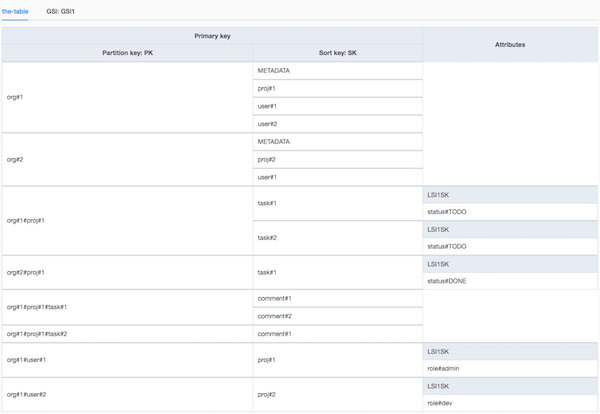 the-table GSI: GSI1
Primary key Attributes
Partition key: PK Sort key: SK
org#1 METADATA
proj#1
user#1
user#2
org#2 METADATA
proj#2
user#1
org#1#proj#1 task#1 LSI1SK
status#TODO
task#2 LSI1SK
status#TODO
org#2#proj#1 task#1 LSI1SK
status#DONE
org#1#proj#1#task#1 comment#1
comment#2
org#1#proj#1#task#2 comment#1
org#1#user#1 proj#1 LSI1SK
role#admin
org#1#user#2 proj#2 LSI1SK
role#dev